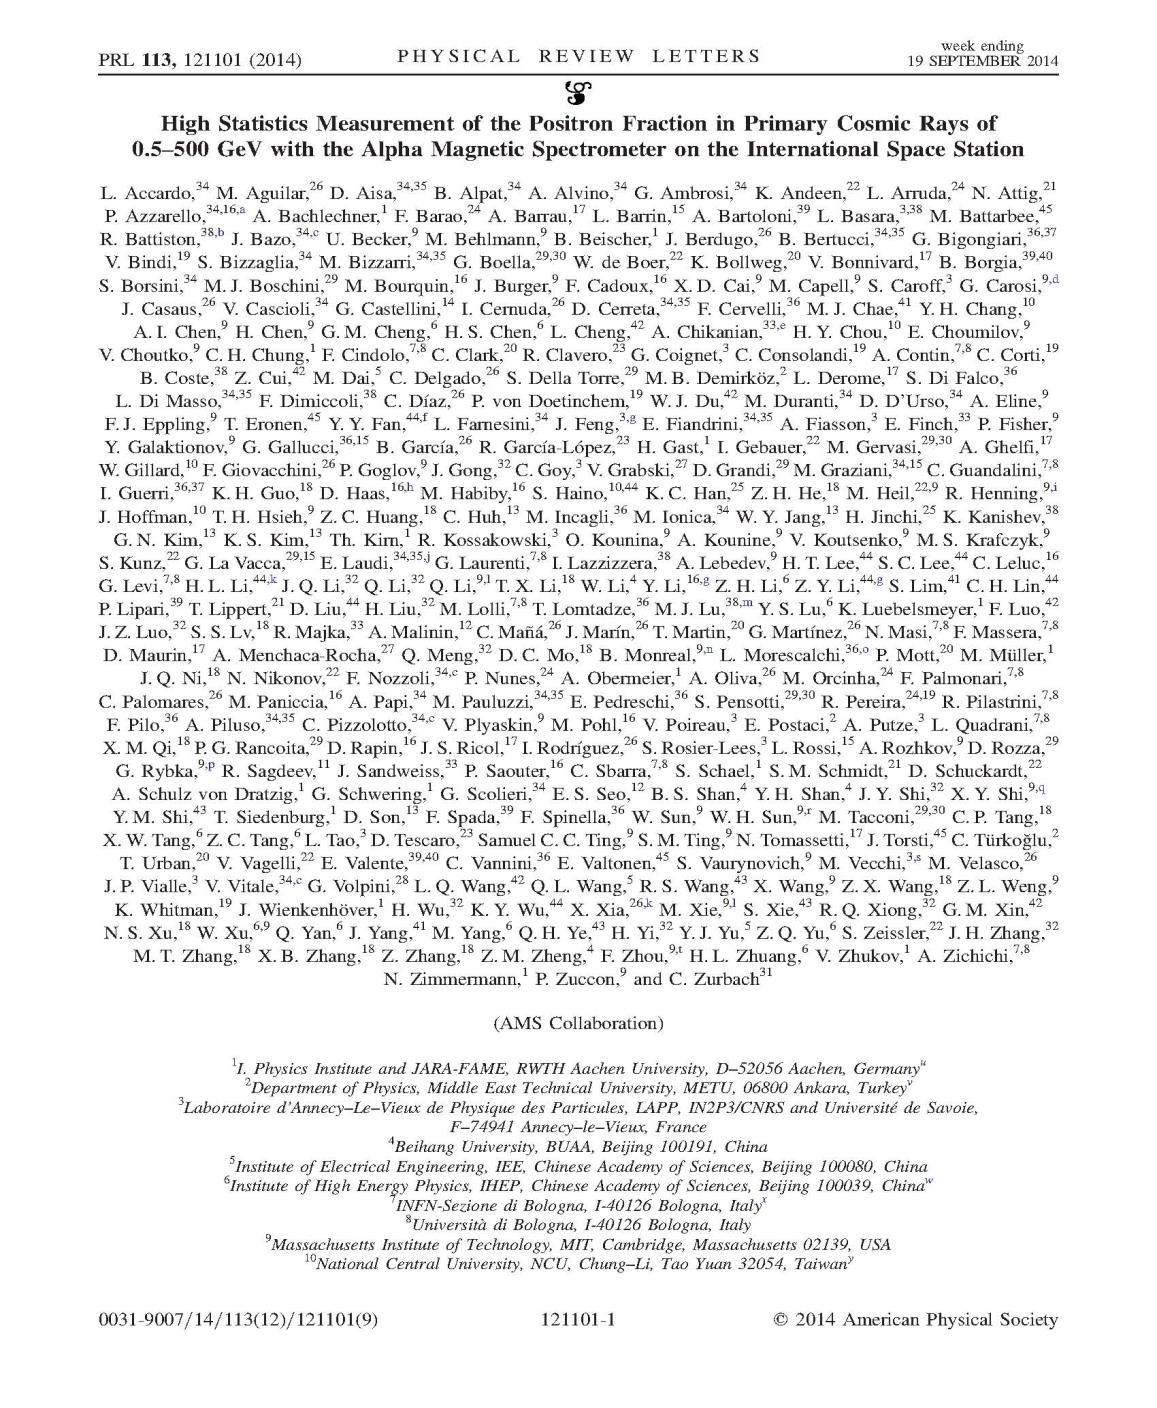 PRL 113, 121101 (2014)
PHYSICAL REVIEW LETTERS
week ending
19 SEPTEMBER 2014
High Statistics Measurement of the Positron Fraction in Primary Cosmic Rays of
0.5–500 GeV with the Alpha Magnetic Spectrometer on the International Space Station
L. Accardo,34 M. Aguilar,26 D. Aisa,34,35 B. Alpat,34 A. Alvino,34 G. Ambrosi,34 K. Andeen,22 L. Arruda,24 N. Attig,21
P. Azzarello,34,16,a A. Bachlechner,1 F. Barao,24 A. Barrau,17 L. Barrin,15 A. Bartoloni,39 L. Basara,3,38 M. Battarbee,45
R. Battiston,38,b J. Bazo,34,c U. Becker,9 M. Behlmann,9 B. Beischer,1 J. Berdugo,26 B. Bertucci,34,35 G. Bigongiari,36,37
V. Bindi,19 S. Bizzaglia,34 M. Bizzarri,34,35 G. Boella,29,30 W. de Boer,22 K. Bollweg,20 V. Bonnivard,17 B. Borgia,39,40
S. Borsini,34 M. J. Boschini,29 M. Bourquin,16 J. Burger,9 F. Cadoux,16 X. D. Cai,9 M. Capell,9 S. Caroff,3 G. Carosi,9,d
J. Casaus,26 V. Cascioli,34 G. Castellini,14 I. Cernuda,26 D. Cerreta,34,35 F. Cervelli,36 M. J. Chae,41 Y. H. Chang,10
A. I. Chen,9 H. Chen,9 G. M. Cheng,6 H. S. Chen,6 L. Cheng,42 A. Chikanian,33,e H. Y. Chou,10 E. Choumilov,9
V. Choutko,9 C. H. Chung,1 F. Cindolo,7,8 C. Clark,20 R. Clavero,23 G. Coignet,3 C. Consolandi,19 A. Contin,7,8 C. Corti,19
B. Coste,38 Z. Cui,42 M. Dai,5 C. Delgado,26 S. Della Torre,29 M. B. Demirköz,2 L. Derome,17 S. Di Falco,36
L. Di Masso,34,35 F. Dimiccoli,38 C. Díaz,26 P. von Doetinchem,19 W. J. Du,42 M. Duranti,34 D. D'Urso,34 A. Eline,9
F. J. Eppling,9 T. Eronen,45 Y. Y. Fan,44,f L. Farnesini,34 J. Feng,3,g E. Fiandrini,34,35 A. Fiasson,3 E. Finch,33 P. Fisher,9
Y. Galaktionov,9 G. Gallucci,36,15 B. García,26 R. García-López,23 H. Gast,1 I. Gebauer,22 M. Gervasi,29,30 A. Ghelfi,17
W. Gillard,10 F. Giovacchini,26 P. Goglov,9 J. Gong,32 C. Goy,3 V. Grabski,27 D. Grandi,29 M. Graziani,34,15 C. Guandalini,7,8
I. Guerri,36,37 K. H. Guo,18 D. Haas,16,h M. Habiby,16 S. Haino,10,44 K. C. Han,25 Z. H. He,18 M. Heil,22,9 R. Henning,9,i
J. Hoffman,10 T. H. Hsieh,9 Z. C. Huang,18 C. Huh,13 M. Incagli,36 M. Ionica,34 W. Y. Jang,13 H. Jinchi,25 K. Kanishev,38
G. N. Kim,13 K. S. Kim,13 Th. Kirn,1 R. Kossakowski,3 O. Kounina,9 A. Kounine,9 V. Koutsenko,9 M. S. Krafczyk,9
S. Kunz,22 G. La Vacca,29,15 E. Laudi,34,35,j G. Laurenti,7,8 I. Lazzizzera,38 A. Lebedev,9 H. T. Lee,44 S. C. Lee,44 C. Leluc,16
G. Levi,7,8 H. L. Li,44,k J. Q. Li,32 Q. Li,32 Q. Li,9,l T. X. Li,18 W. Li,4 Y. Li,16,g Z. H. Li,6 Z. Y. Li,44,g S. Lim,41 C. H. Lin,44
P. Lipari,39 T. Lippert,21 D. Liu,44 H. Liu,32 M. Lolli,7,8 T. Lomtadze,36 M. J. Lu,38,m Y. S. Lu,6 K. Luebelsmeyer,1 F. Luo,42
J. Z. Luo,32 S. S. Lv,18 R. Majka,33 A. Malinin,12 C. Mañá,26 J. Marín,26 T. Martin,20 G. Martínez,26 N. Masi,7,8 F. Massera,7,8
D. Maurin,17 A. Menchaca-Rocha,27 Q. Meng,32 D. C. Mo,18 B. Monreal,9,n L. Morescalchi,36,o P. Mott,20 M. Müller,1
J. Q. Ni,18 N. Nikonov,22 F. Nozzoli,34,c P. Nunes,24 A. Obermeier,1 A. Oliva,26 M. Orcinha,24 F. Palmonari,7,8
C. Palomares,26 M. Paniccia,16 A. Papi,34 M. Pauluzzi,34,35 E. Pedreschi,36 S. Pensotti,29,30 R. Pereira,24,19 R. Pilastrini,7,8
F. Pilo,36 A. Piluso,34,35 C. Pizzolotto,34,c V. Plyaskin,9 M. Pohl,16 V. Poireau,3 E. Postaci,2 A. Putze,3 L. Quadrani,7,8
X. M. Qi,18 P. G. Rancoita,29 D. Rapin,16 J. S. Ricol,17 I. Rodríguez,26 S. Rosier-Lees,3 L. Rossi,15 A. Rozhkov,9 D. Rozza,29
G. Rybka,9,p R. Sagdeev,11 J. Sandweiss,33 P. Saouter,16 C. Sbarra,7,8 S. Schael,1 S. M. Schmidt,21 D. Schuckardt,22
A. Schulz von Dratzig,1 G. Schwering,1 G. Scolieri,34 E. S. Seo,12 B. S. Shan,4 Y. H. Shan,4 J. Y. Shi,32 X. Y. Shi,9,q
Y. M. Shi,43 T. Siedenburg,1 D. Son,13 F. Spada,39 F. Spinella,36 W. Sun,9 W. H. Sun,9,r M. Tacconi,29,30 C. P. Tang,18
X. W. Tang,6 Z. C. Tang,6 L. Tao,3 D. Tescaro,23 Samuel C. C. Ting,9 S. M. Ting,9 N. Tomassetti,17 J. Torsti,45 C. Türkoğlu,2
T. Urban,20 V. Vagelli,22 E. Valente,39,40 C. Vannini,36 E. Valtonen,45 S. Vaurynovich,9 M. Vecchi,3,s M. Velasco,26
J. P. Vialle,3 V. Vitale,34,c G. Volpini,28 L. Q. Wang,42 Q. L. Wang,5 R. S. Wang,43 X. Wang,9 Z. X. Wang,18 Z. L. Weng,9
K. Whitman,19 J. Wienkenhöver,1 H. Wu,32 K. Y. Wu,44 X. Xia,26,k M. Xie,9,l S. Xie,43 R. Q. Xiong,32 G. M. Xin,42
N. S. Xu,18 W. Xu,6,9 Q. Yan,6 J. Yang,41 M. Yang,6 Q. H. Ye,43 H. Yi,32 Y. J. Yu,5 Z. Q. Yu,6 S. Zeissler,22 J. H. Zhang,32
M. T. Zhang,18 X. B. Zhang,18 Z. Zhang,18 Z. M. Zheng,4 F. Zhou,9,t H. L. Zhuang,6 V. Zhukov,1 A. Zichichi,7,8
N. Zimmermann,1 P. Zuccon,9 and C. Zurbach31
(AMS Collaboration)
1I. Physics Institute and JARA-FAME, RWTH Aachen University, D–52056 Aachen, Germanyu
2Department of Physics, Middle East Technical University, METU, 06800 Ankara, Turkeyv
3Laboratoire d'Annecy–Le–Vieux de Physique des Particules, LAPP, IN2P3/CNRS and Université de Savoie,
F–74941 Annecy–le–Vieux, France
4Beihang University, BUAA, Beijing 100191, China
5Institute of Electrical Engineering, IEE, Chinese Academy of Sciences, Beijing 100080, China
6Institute of High Energy Physics, IHEP, Chinese Academy of Sciences, Beijing 100039, Chinaw
7INFN-Sezione di Bologna, I-40126 Bologna, Italyx
8Università di Bologna, I-40126 Bologna, Italy
9Massachusetts Institute of Technology, MIT, Cambridge, Massachusetts 02139, USA
10National Central University, NCU, Chung–Li, Tao Yuan 32054, Taiwany
0031-9007/14/113(12)/121101(9)
121101-1
© 2014 American Physical Society